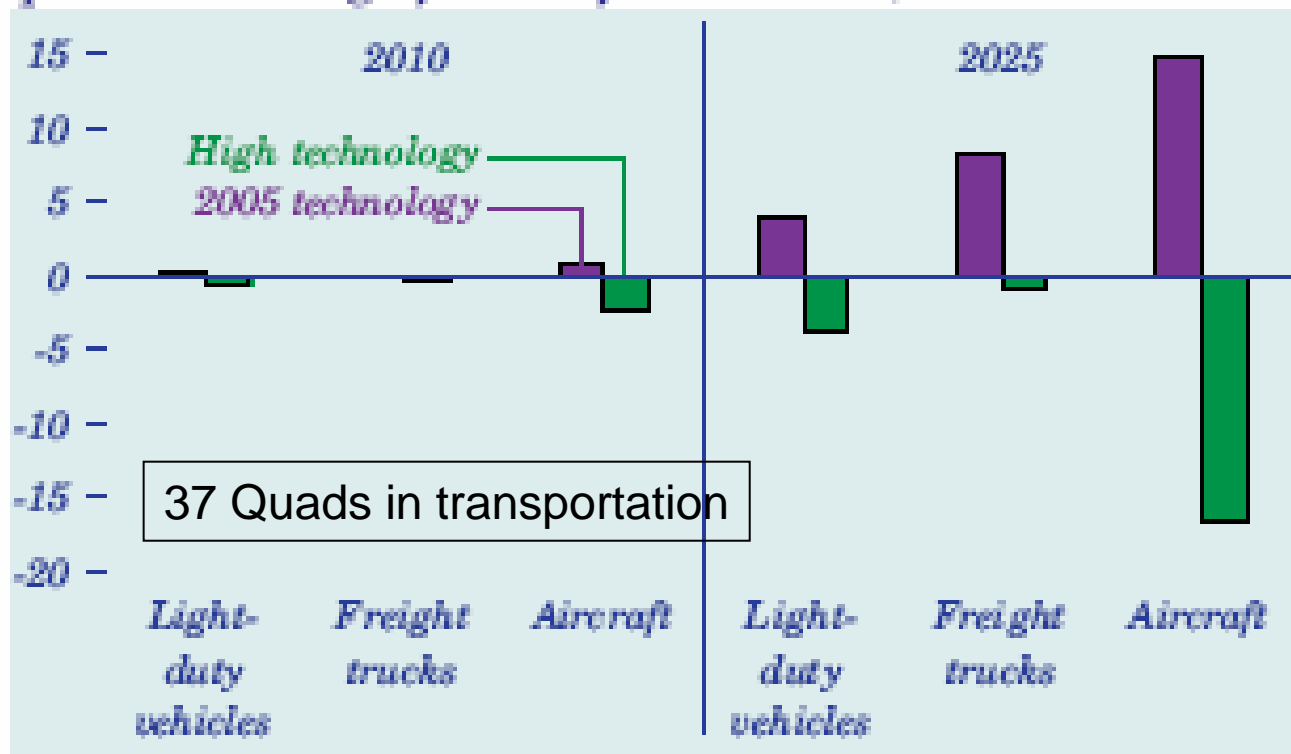 15
2010
2025
10
High technology
5
2005 technology
0
-5
-10
-15
37 Quads in transportation
-20
Light-
duty
vehicles
Freight
trucks
Aircraft
Light-
duty
vehicles
Freight
trucks
Aircraft